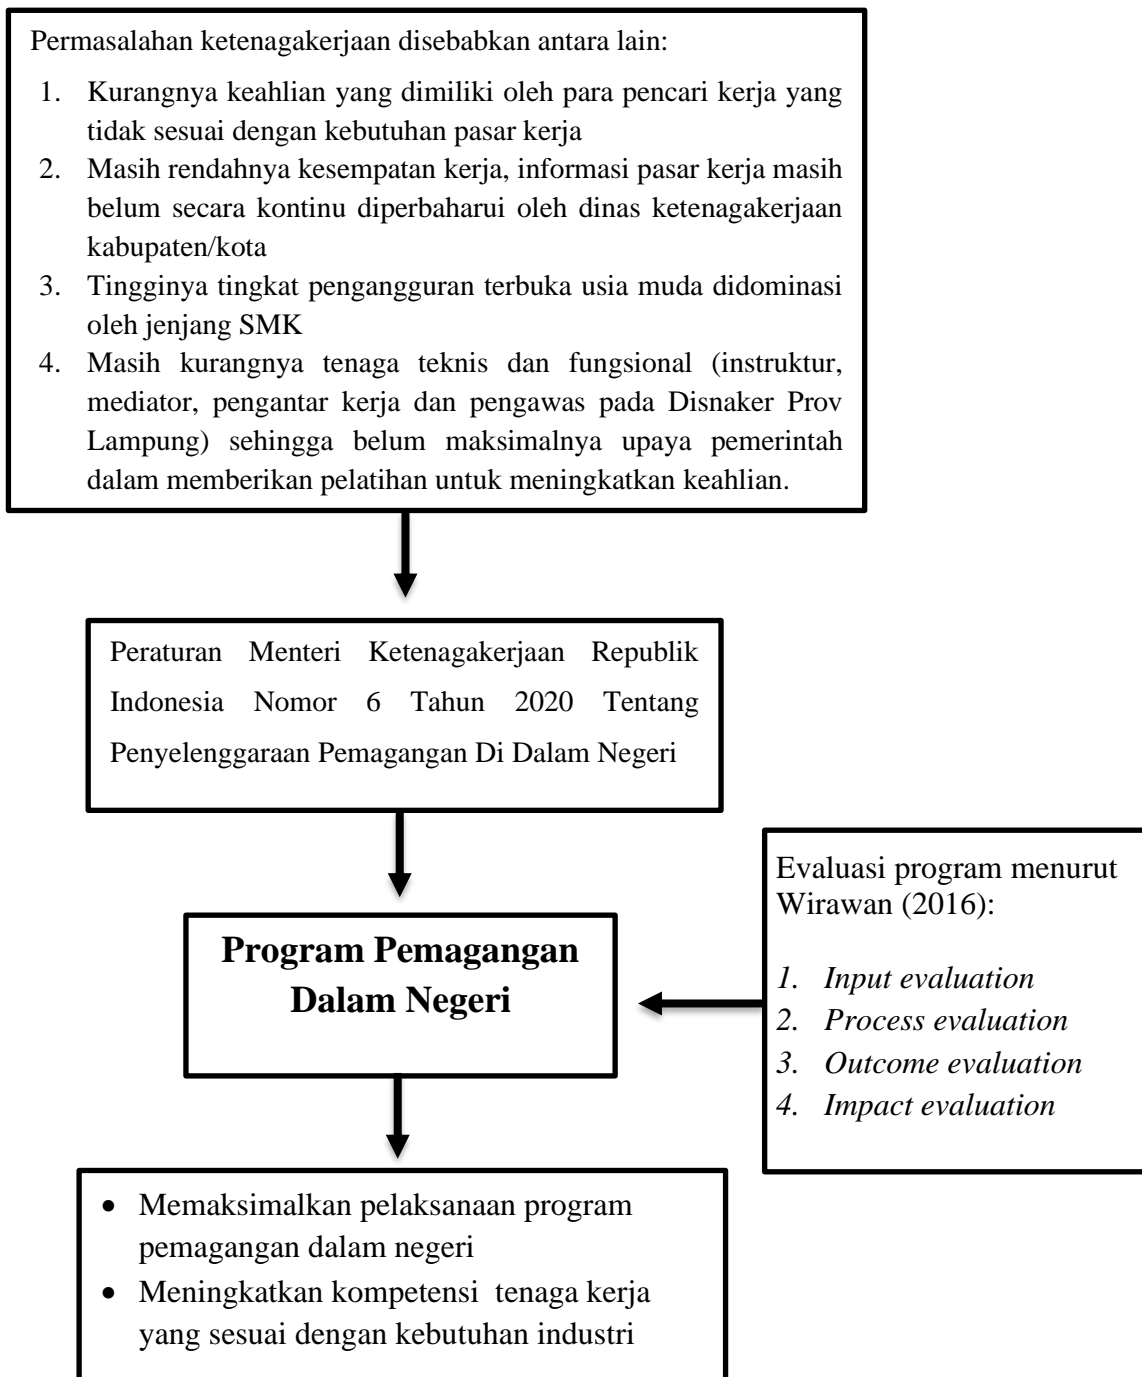 Permasalahan ketenagakerjaan disebabkan antara lain:
1. Kurangnya keahlian yang dimiliki oleh para pencari kerja yang
tidak sesuai dengan kebutuhan pasar kerja
2. Masih rendahnya kesempatan kerja, informasi pasar kerja masih
belum secara kontinu diperbaharui oleh dinas ketenagakerjaan
kabupaten/kota
3. Tingginya tingkat pengangguran terbuka usia muda didominasi
oleh jenjang SMK
4. Masih kurangnya tenaga teknis dan fungsional (instruktur,
mediator, pengantar kerja dan pengawas pada Disnaker Prov
Lampung) sehingga belum maksimalnya upaya pemerintah
dalam memberikan pelatihan untuk meningkatkan keahlian.
Peraturan Menteri Ketenagakerjaan Republik
Indonesia Nomor 6 Tahun 2020 Tentang
Penyelenggaraan Pemagangan Di Dalam Negeri
Evaluasi program menurut
Wirawan (2016):
1. Input evaluation
2. Process evaluation
3. Outcome evaluation
4. Impact evaluation
Program Pemagangan
Dalam Negeri
• Memaksimalkan pelaksanaan program
pemagangan dalam negeri
• Meningkatkan kompetensi tenaga kerja
yang sesuai dengan kebutuhan industri